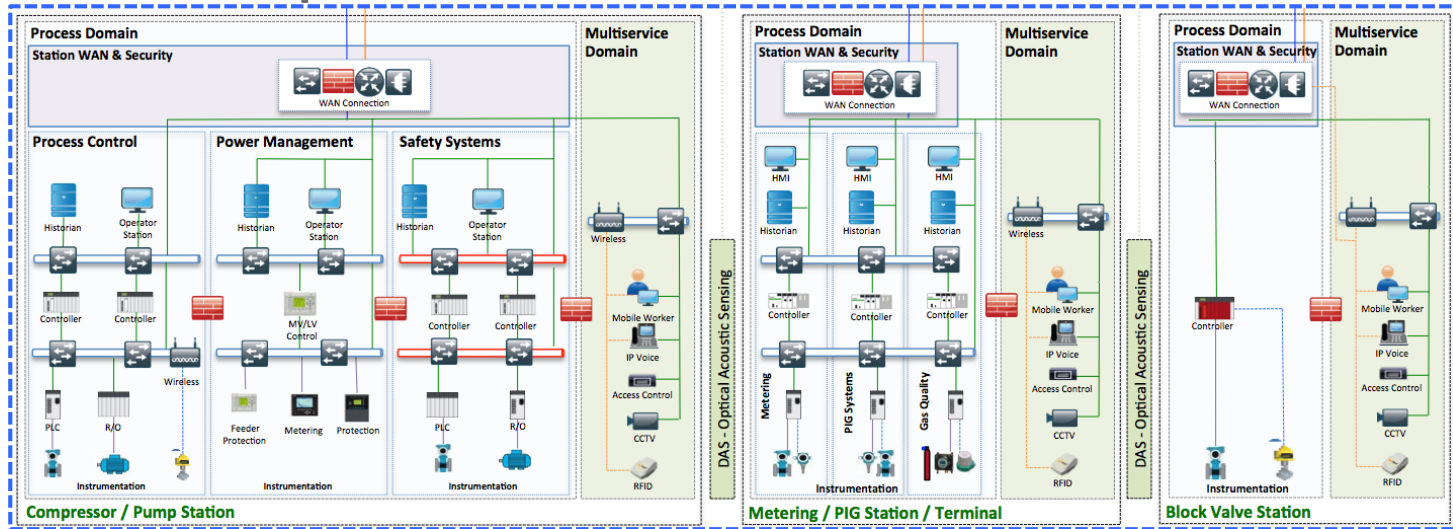 Process Domain
Station WAN & Security
WAN Connection
Multiservice
Domain
Process Control
Power Management
Safety Systems
Historian
Operator
Station
Historian
Operator
Station
Historian
Operator
Station
Wireless
Controller
Controller
MV/LV
Control
Controller
Controller
Mobile Worker
IP Voice
Wireless
Access Control
PLC
R/O
Feeder
Protection
Metering
Protection
PLC
R/O
CCTV
RFID
Instrumentation
Instrumentation
Instrumentation
Compressor / Pump Station
DAS - Optical Acoustic Sensing
Process Domain
Station WAN & Security
WAN Connection
Multiservice
Domain
HMI
HMI
HMI
Historian
Historian
Historian
Wireless
Controller
Controller
Controller
Mobile Worker
IP Voice
Access Control
Metering
PIG Systems
Gas Quality
CCTV
RFID
Instrumentation
Metering / PIG Station / Terminal
DAS - Optical Acoustic Sensing
Process Domain
Station WAN & Security
WAN Connection
Multiservice
Domain
Wireless
Controller
Mobile Worker
IP Voice
Access Control
CCTV
RFID
Instrumentation
Block Valve Station